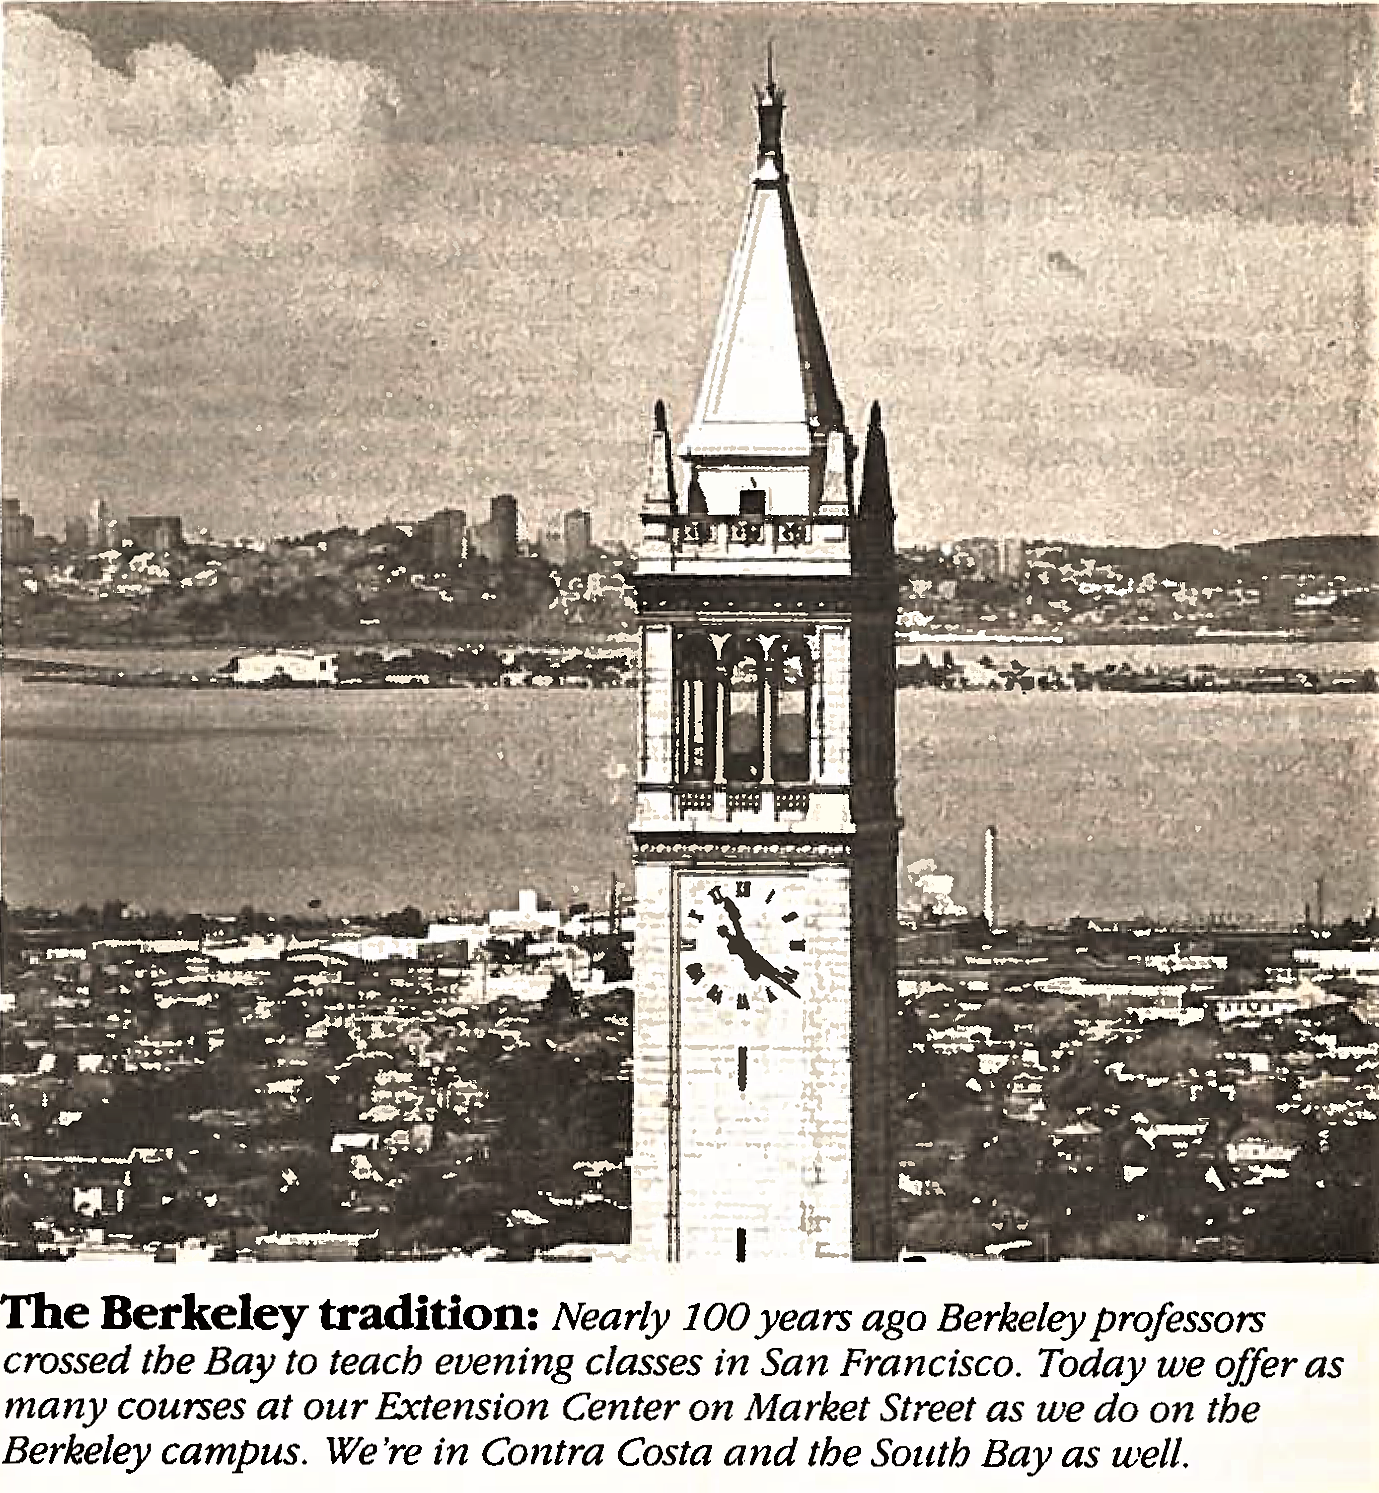 The Berkeley tradition: Nearly 100 years ago Berkeley professors
crossed the Bay to teach evening classes in San Francisco. Today we offer as
many courses at our Extension Center on Market Street as we do on the
Berkeley campus. We're in Contra Costa and the South Bay as well.